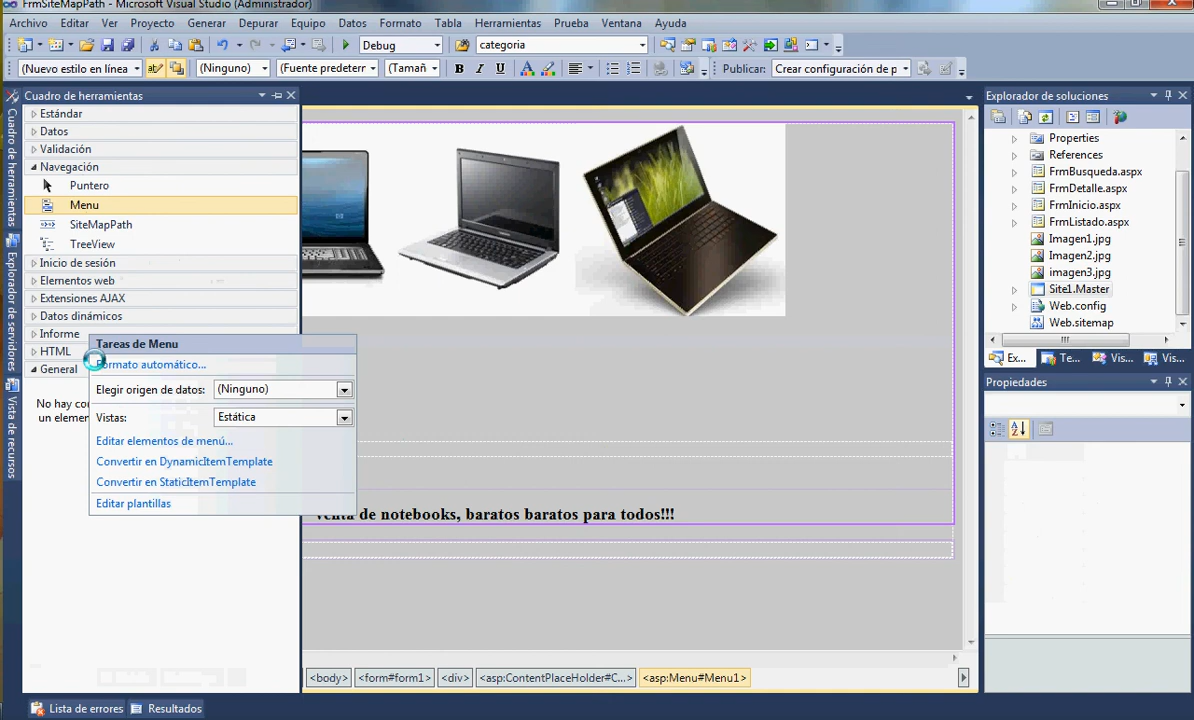 FrmSiteMapPath - Microsoft Visual Studio (Administrador)
Archivo Editar Ver Proyecto Generar Depurar Equipo Datos Formato Tabla Herramientas Prueba Ventana Ayuda
Debug categoria
(Nuevo estilo en línea (Ninguno) (Fuente predeterr (Tamañ B I U A Publicar: Crear configuración de p
Cuadro de herramientas
Estándar
Datos
Validación
Navegación
Puntero
Menu
SiteMapPath
TreeView
Inicio de sesión
Elementos web
Extensiones AJAX
Datos dinámicos
Informe
HTML
General
No hay co
un elemen
Cuadro de herramientas
Explorador de servidores
Vista de recursos
Tareas de Menu
Formato automático...
Elegir origen de datos: (Ninguno)
Vistas: Estática
Editar elementos de menú...
Convertir en DynamicItemTemplate
Convertir en StaticItemTemplate
Editar plantillas
venta de notebooks, baratos baratos para todos!!!
<body> <form#form1> <div> <asp:ContentPlaceHolder#C...> <asp:Menu#Menu1>
Explorador de soluciones
Properties
References
FrmBusqueda.aspx
FrmDetalle.aspx
FrmInicio.aspx
FrmListado.aspx
Imagen1.jpg
Imagen2.jpg
imagen3.jpg
Site1.Master
Web.config
Web.sitemap
Ex... Te... Vis... Vis...
Propiedades
Lista de errores Resultados